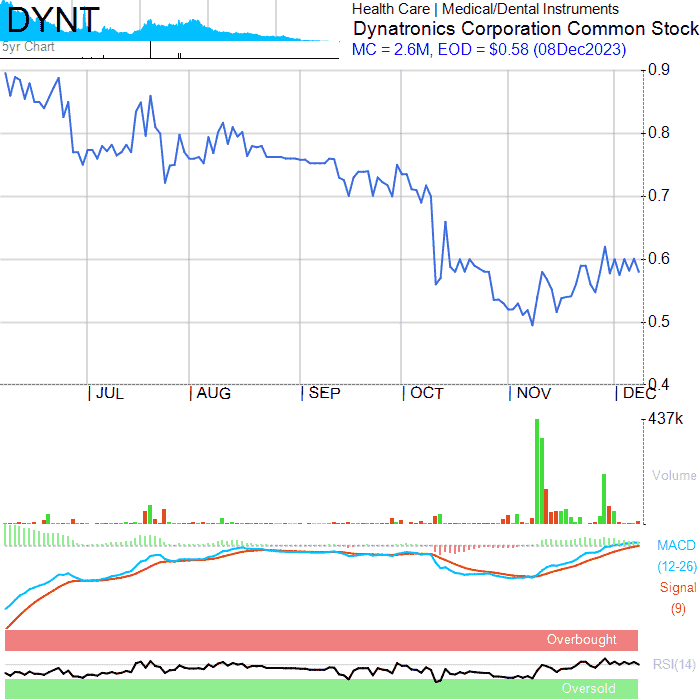 DYNT
5yr Chart
Health Care | Medical/Dental Instruments
Dynatronics Corporation Common Stock
MC = 2.6M, EOD = $0.58 (08Dec2023)
0.9
0.8
0.7
0.6
0.5
0.4
JUL AUG SEP OCT NOV DEC
437k
Volume
MACD
(12-26)
Signal
(9)
Overbought
RSI(14)
Oversold